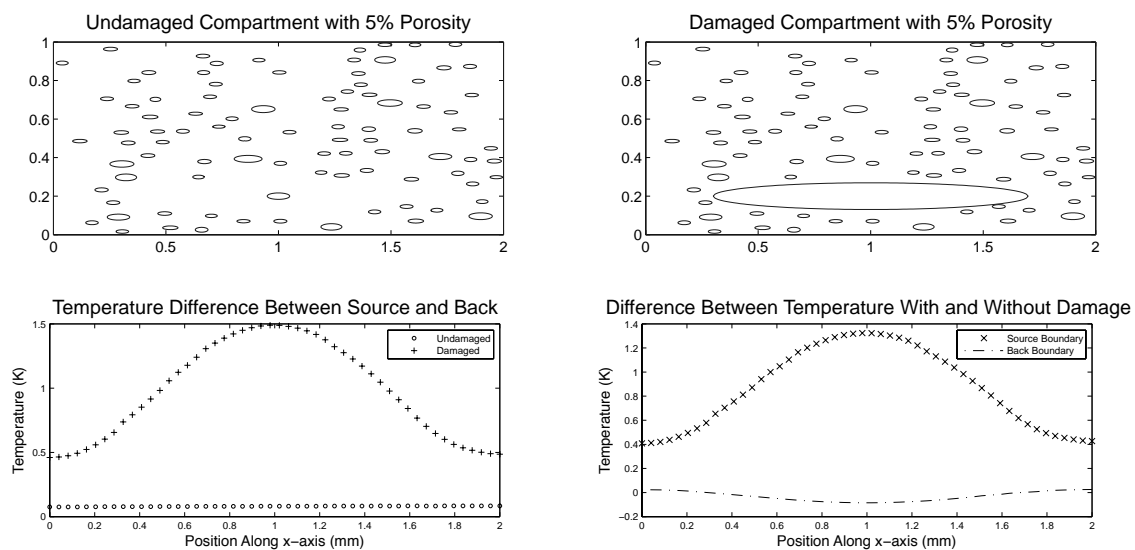 Undamaged Compartment with 5% Porosity
1
0.8
0.6
0.4
0.2
0
0 0.5 1 1.5 2
Damaged Compartment with 5% Porosity
1
0.8
0.6
0.4
0.2
0
0 0.5 1 1.5 2
Temperature Difference Between Source and Back
1.5
1
0.5
0
Temperature (K)
Undamaged
Damaged
0 0.2 0.4 0.6 0.8 1 1.2 1.4 1.6 1.8 2
Position Along x−axis (mm)
Difference Between Temperature With and Without Damage
1.4
1.2
1
0.8
0.6
0.4
0.2
0
−0.2
Temperature (K)
Source Boundary
Back Boundary
0 0.2 0.4 0.6 0.8 1 1.2 1.4 1.6 1.8 2
Position Along x−axis (mm)